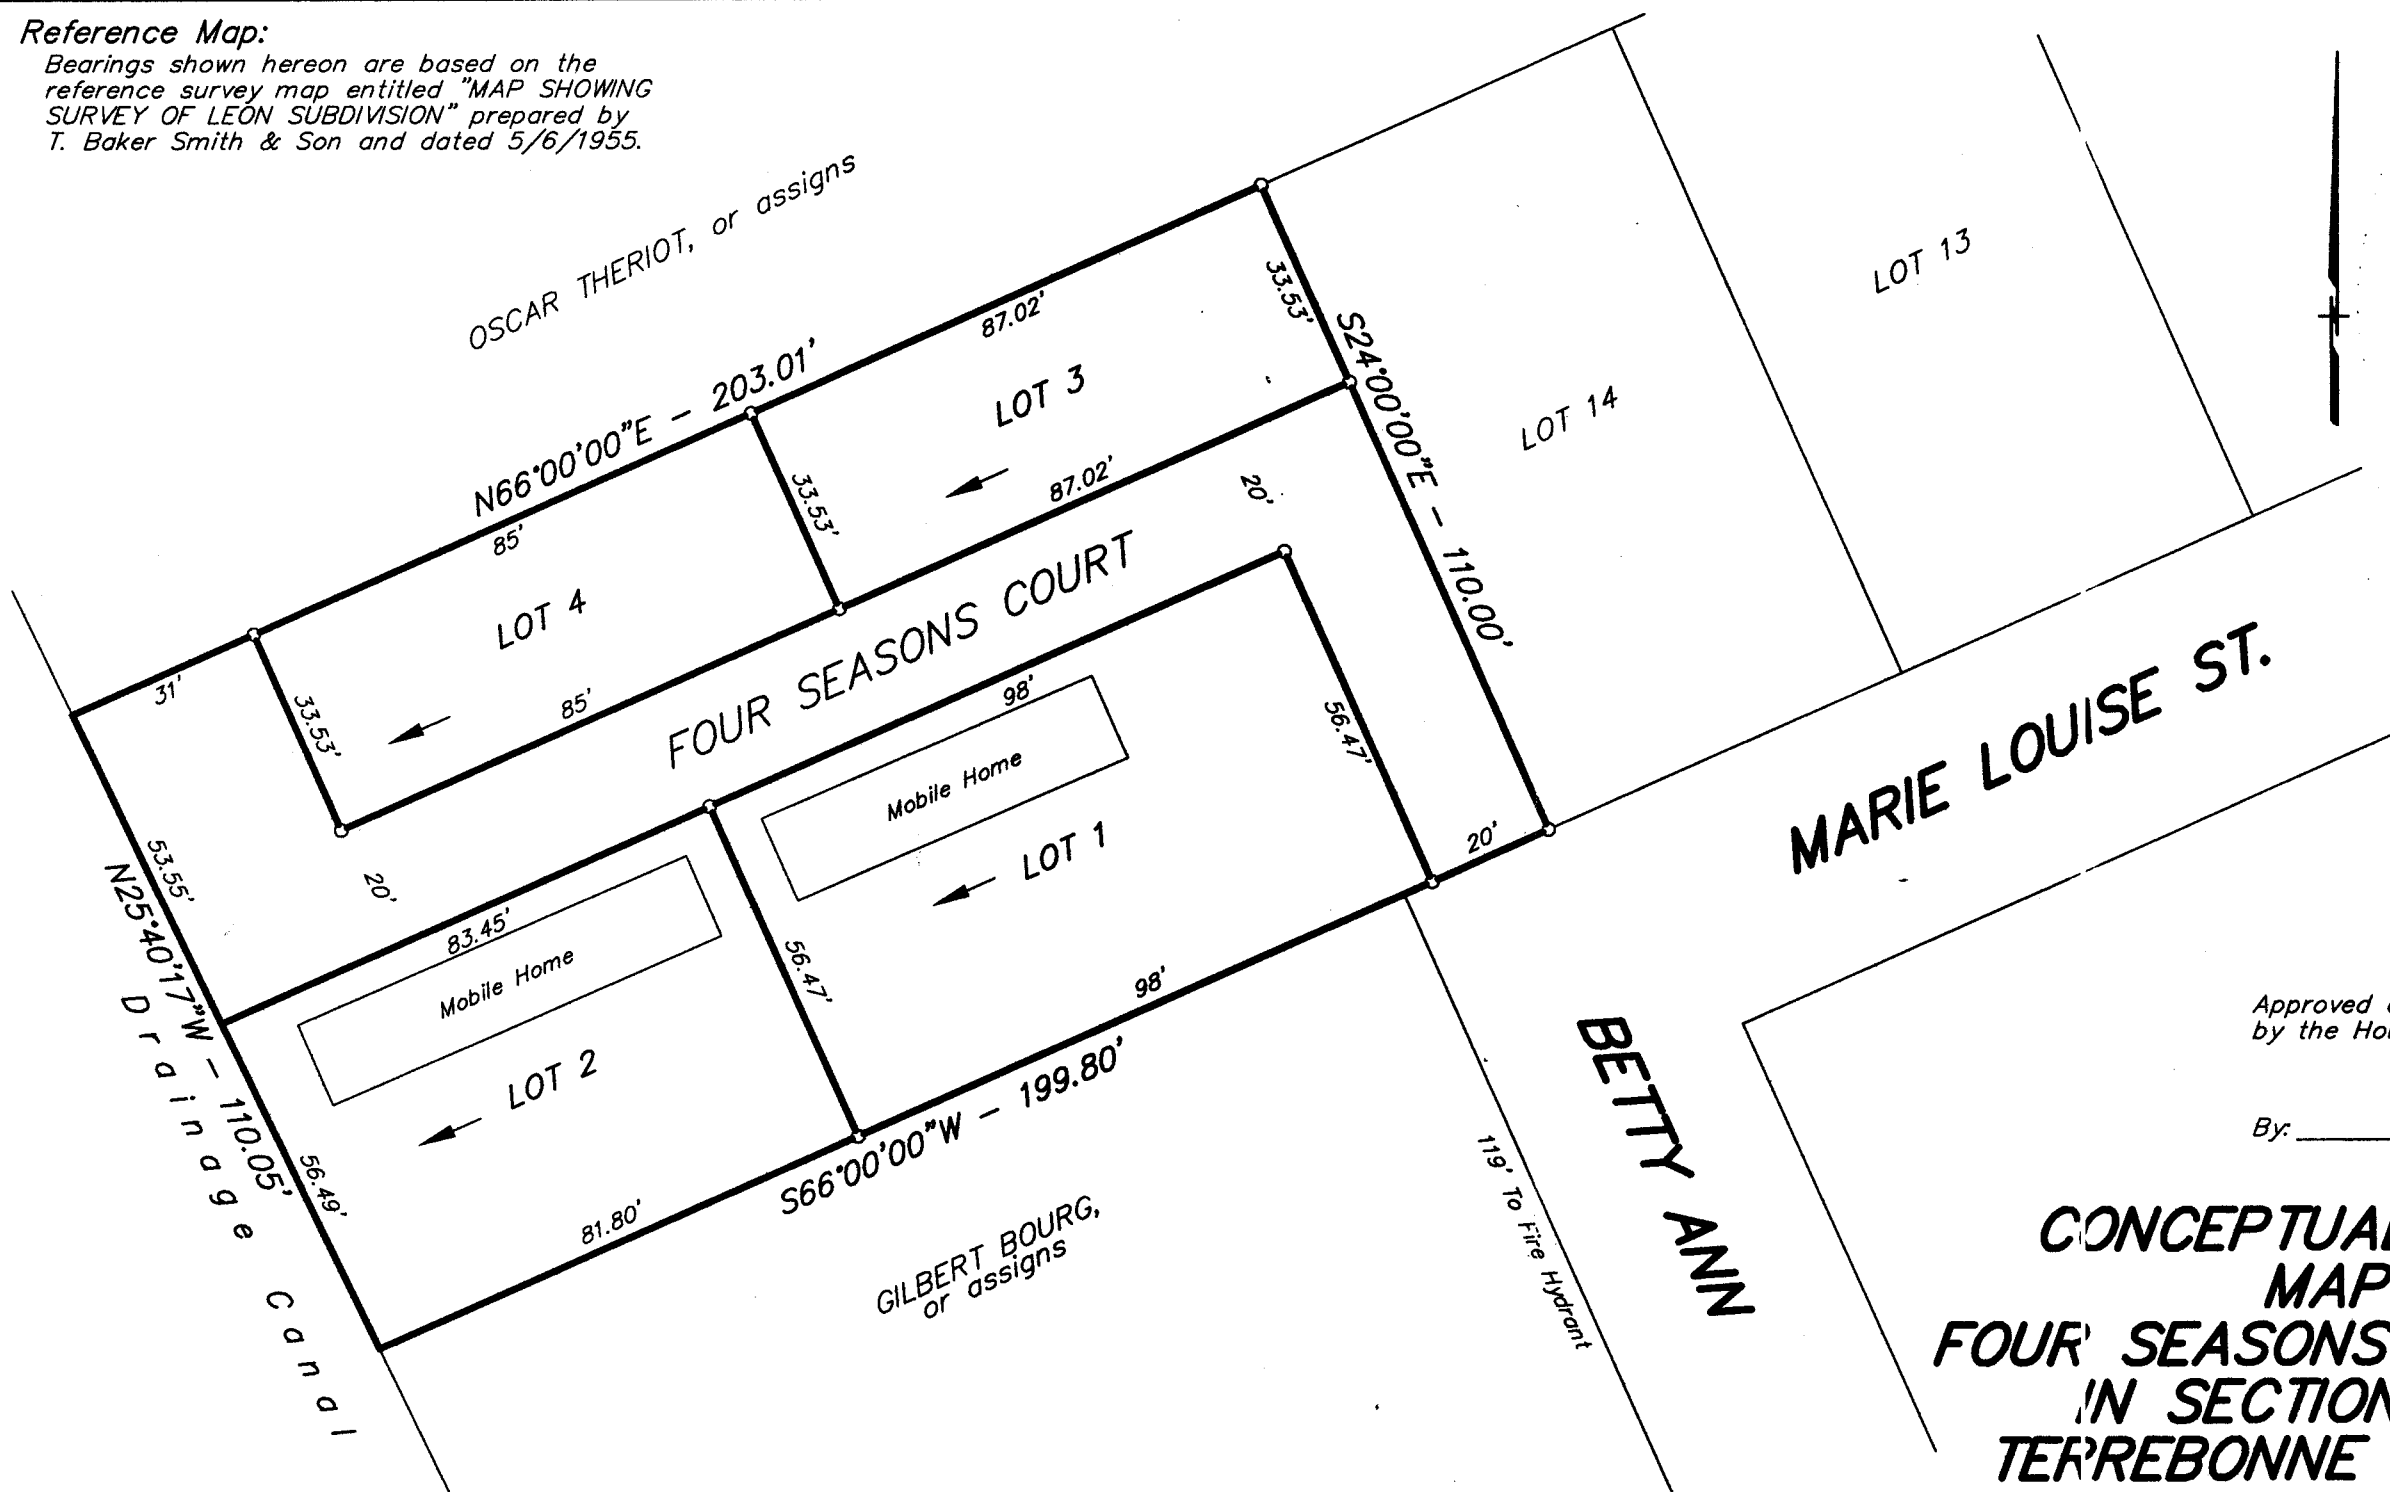 Reference Map:
Bearings shown hereon are based on the
reference survey map entitled "MAP SHOWING
SURVEY OF LEON SUBDIVISION" prepared by
T. Baker Smith & Son and dated 5/6/1955.
OSCAR THERIOT, or assigns
N66°00'00"E - 203.01'
87.02'
33.53'
LOT 3
S24°00'00"E - 110.00'
LOT 14
LOT 13
85'
33.53'
87.02'
20'
LOT 4
FOUR SEASONS COURT
31'
33.53'
85'
98'
56.47'
Mobile Home
LOT 1
20'
MARIE LOUISE ST.
53.55'
N25°40'17"W - 110.05'
20'
83.45'
Mobile Home
56.47'
98'
LOT 2
S66°00'00"W - 199.80'
Drainage Canal
56.49'
81.80'
GILBERT BOURG,
or assigns
119' To Fire Hydrant
BETTY ANN
Approved
by the
By:
CONCEPTUAL
MAP
FOUR SEASONS
IN SECTION
TERREBONNE